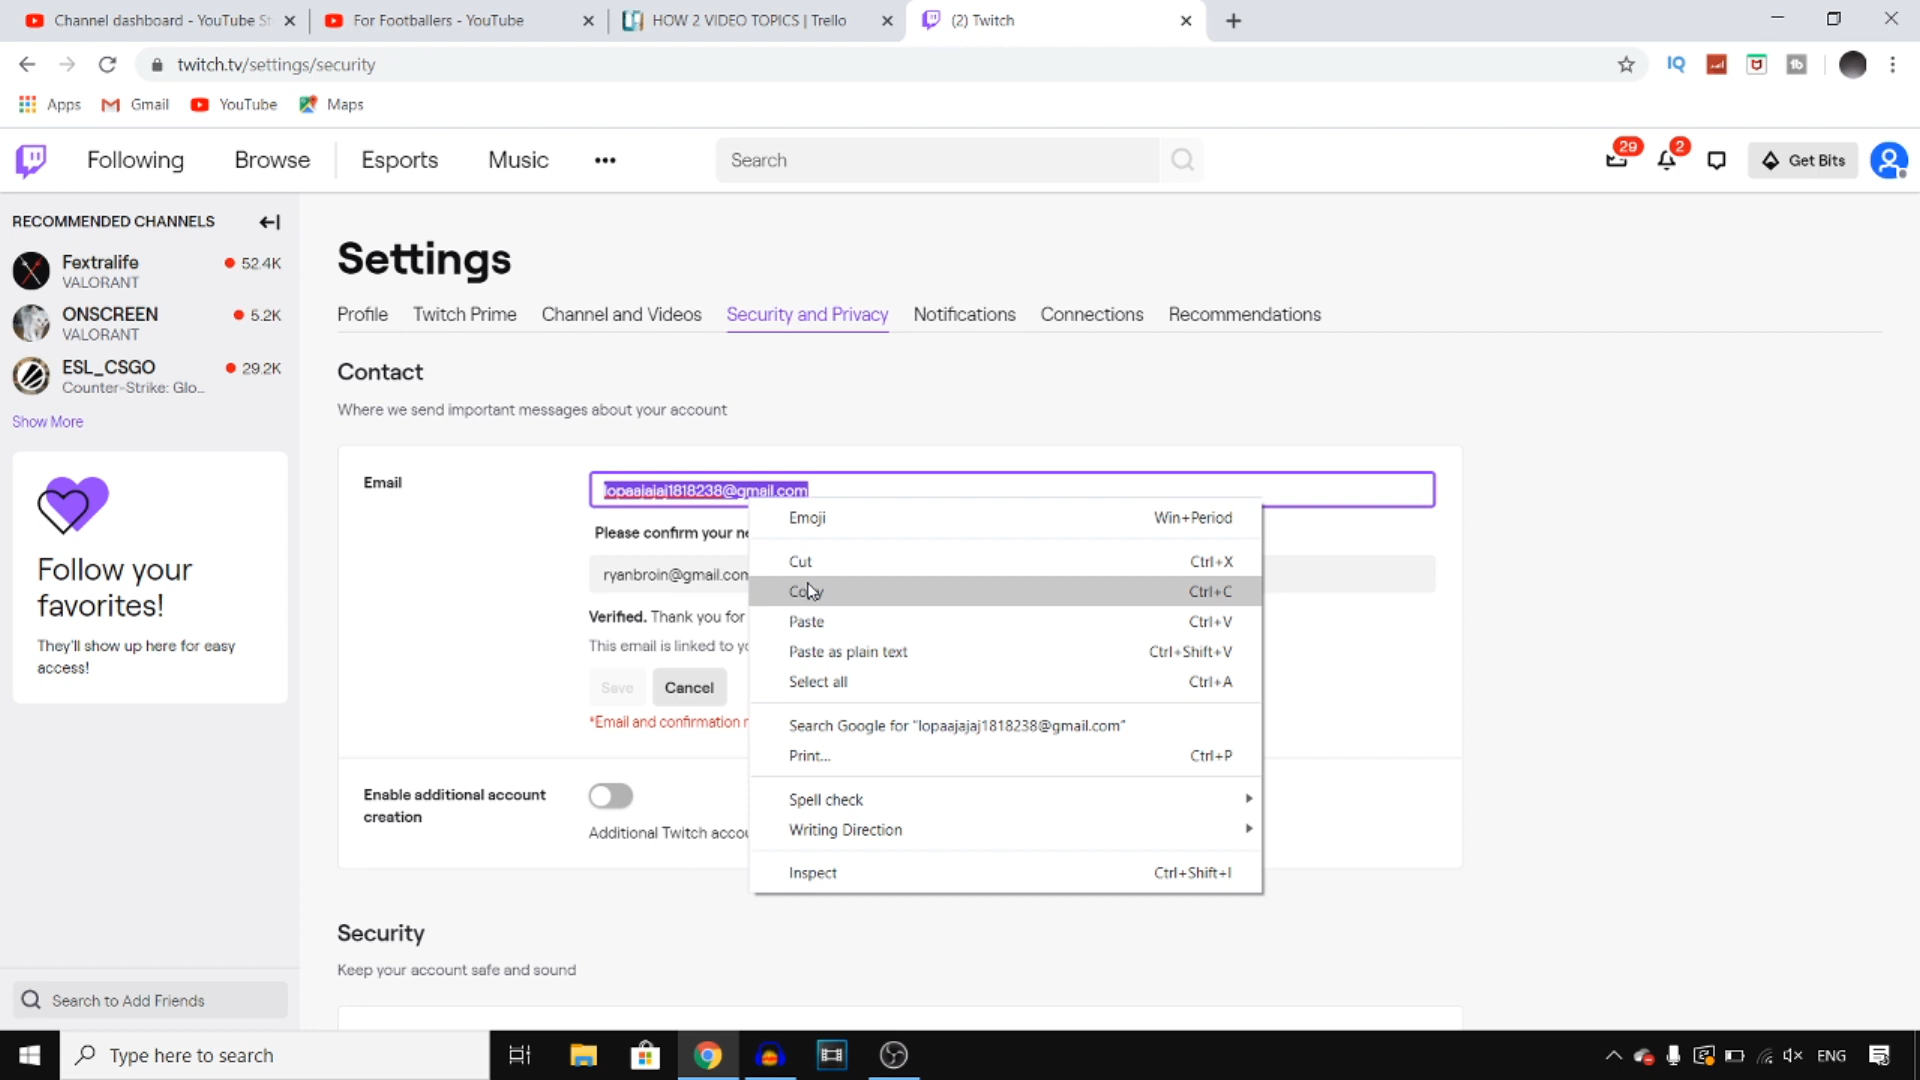 Channel dashboard - YouTube St
For Footballers - YouTube
HOW 2 VIDEO TOPICS | Trello
(2) Twitch
twitch.tv/settings/security
IQ
Apps
Gmail
YouTube
Maps
Following
Browse
Esports
Music
Search
29
2
Get Bits
RECOMMENDED CHANNELS
Fextralife
52.4K
VALORANT
ONSCREEN
5.2K
VALORANT
ESL_CSGO
29.2K
Counter-Strike: Glo...
Show More
Follow your
favorites!
They'll show up here for easy
access!
Search to Add Friends
Settings
Profile
Twitch Prime
Channel and Videos
Security and Privacy
Notifications
Connections
Recommendations
Contact
Where we send important messages about your account
Email
lopaajajaj1818238@gmail.com
Please confirm your ne
ryanbroin@gmail.com
Verified. Thank you for
This email is linked to yo
Save
Cancel
*Email and confirmation
Enable additional account
creation
Additional Twitch accou
Emoji
Win+Period
Cut
Ctrl+X
Copy
Ctrl+C
Paste
Ctrl+V
Paste as plain text
Ctrl+Shift+V
Select all
Ctrl+A
Search Google for "lopaajajaj1818238@gmail.com"
Print...
Ctrl+P
Spell check
Writing Direction
Inspect
Ctrl+Shift+I
Security
Keep your account safe and sound
Type here to search
ENG